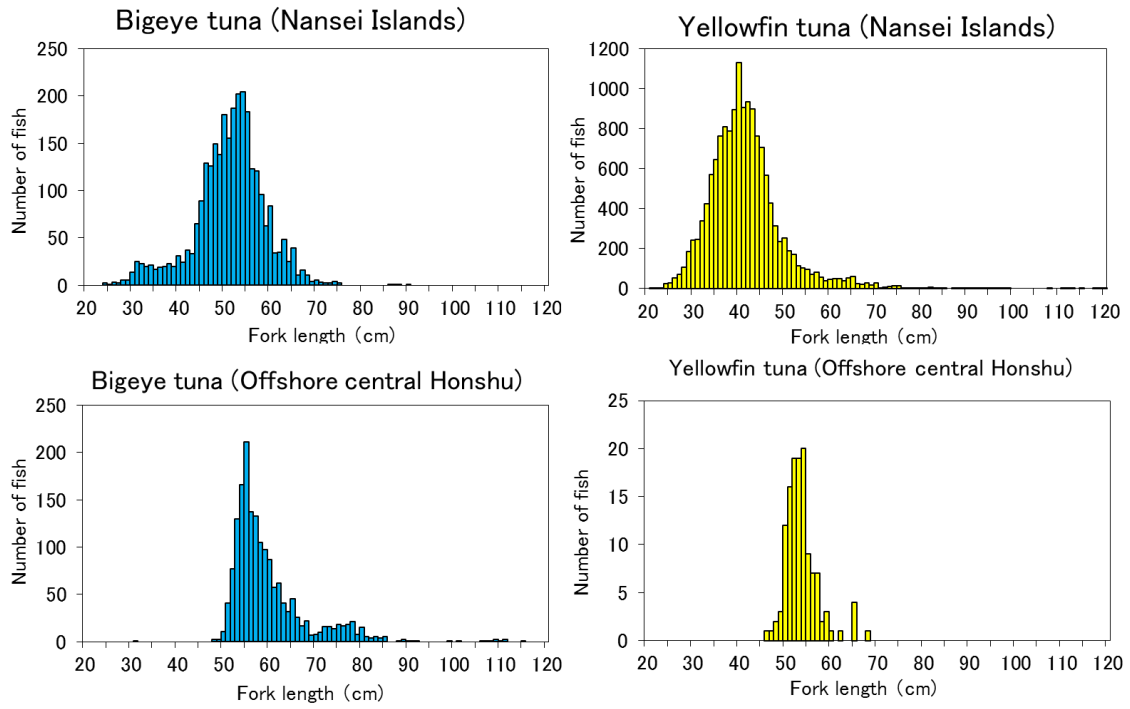 Bigeye tuna (Nansei Islands)
250
200
150
100
50
0
Number of fish
20 30 40 50 60 70 80 90 100 110 120
Fork length (cm)
Yellowfin tuna (Nansei Islands)
1200
1000
800
600
400
200
0
Number of fish
20 30 40 50 60 70 80 90 100 110 120
Fork length (cm)
Bigeye tuna (Offshore central Honshu)
250
200
150
100
50
0
Number of fish
20 30 40 50 60 70 80 90 100 110 120
Fork length (cm)
Yellowfin tuna (Offshore central Honshu)
25
20
15
10
5
0
Number of fish
20 30 40 50 60 70 80 90 100 110 120
Fork length (cm)